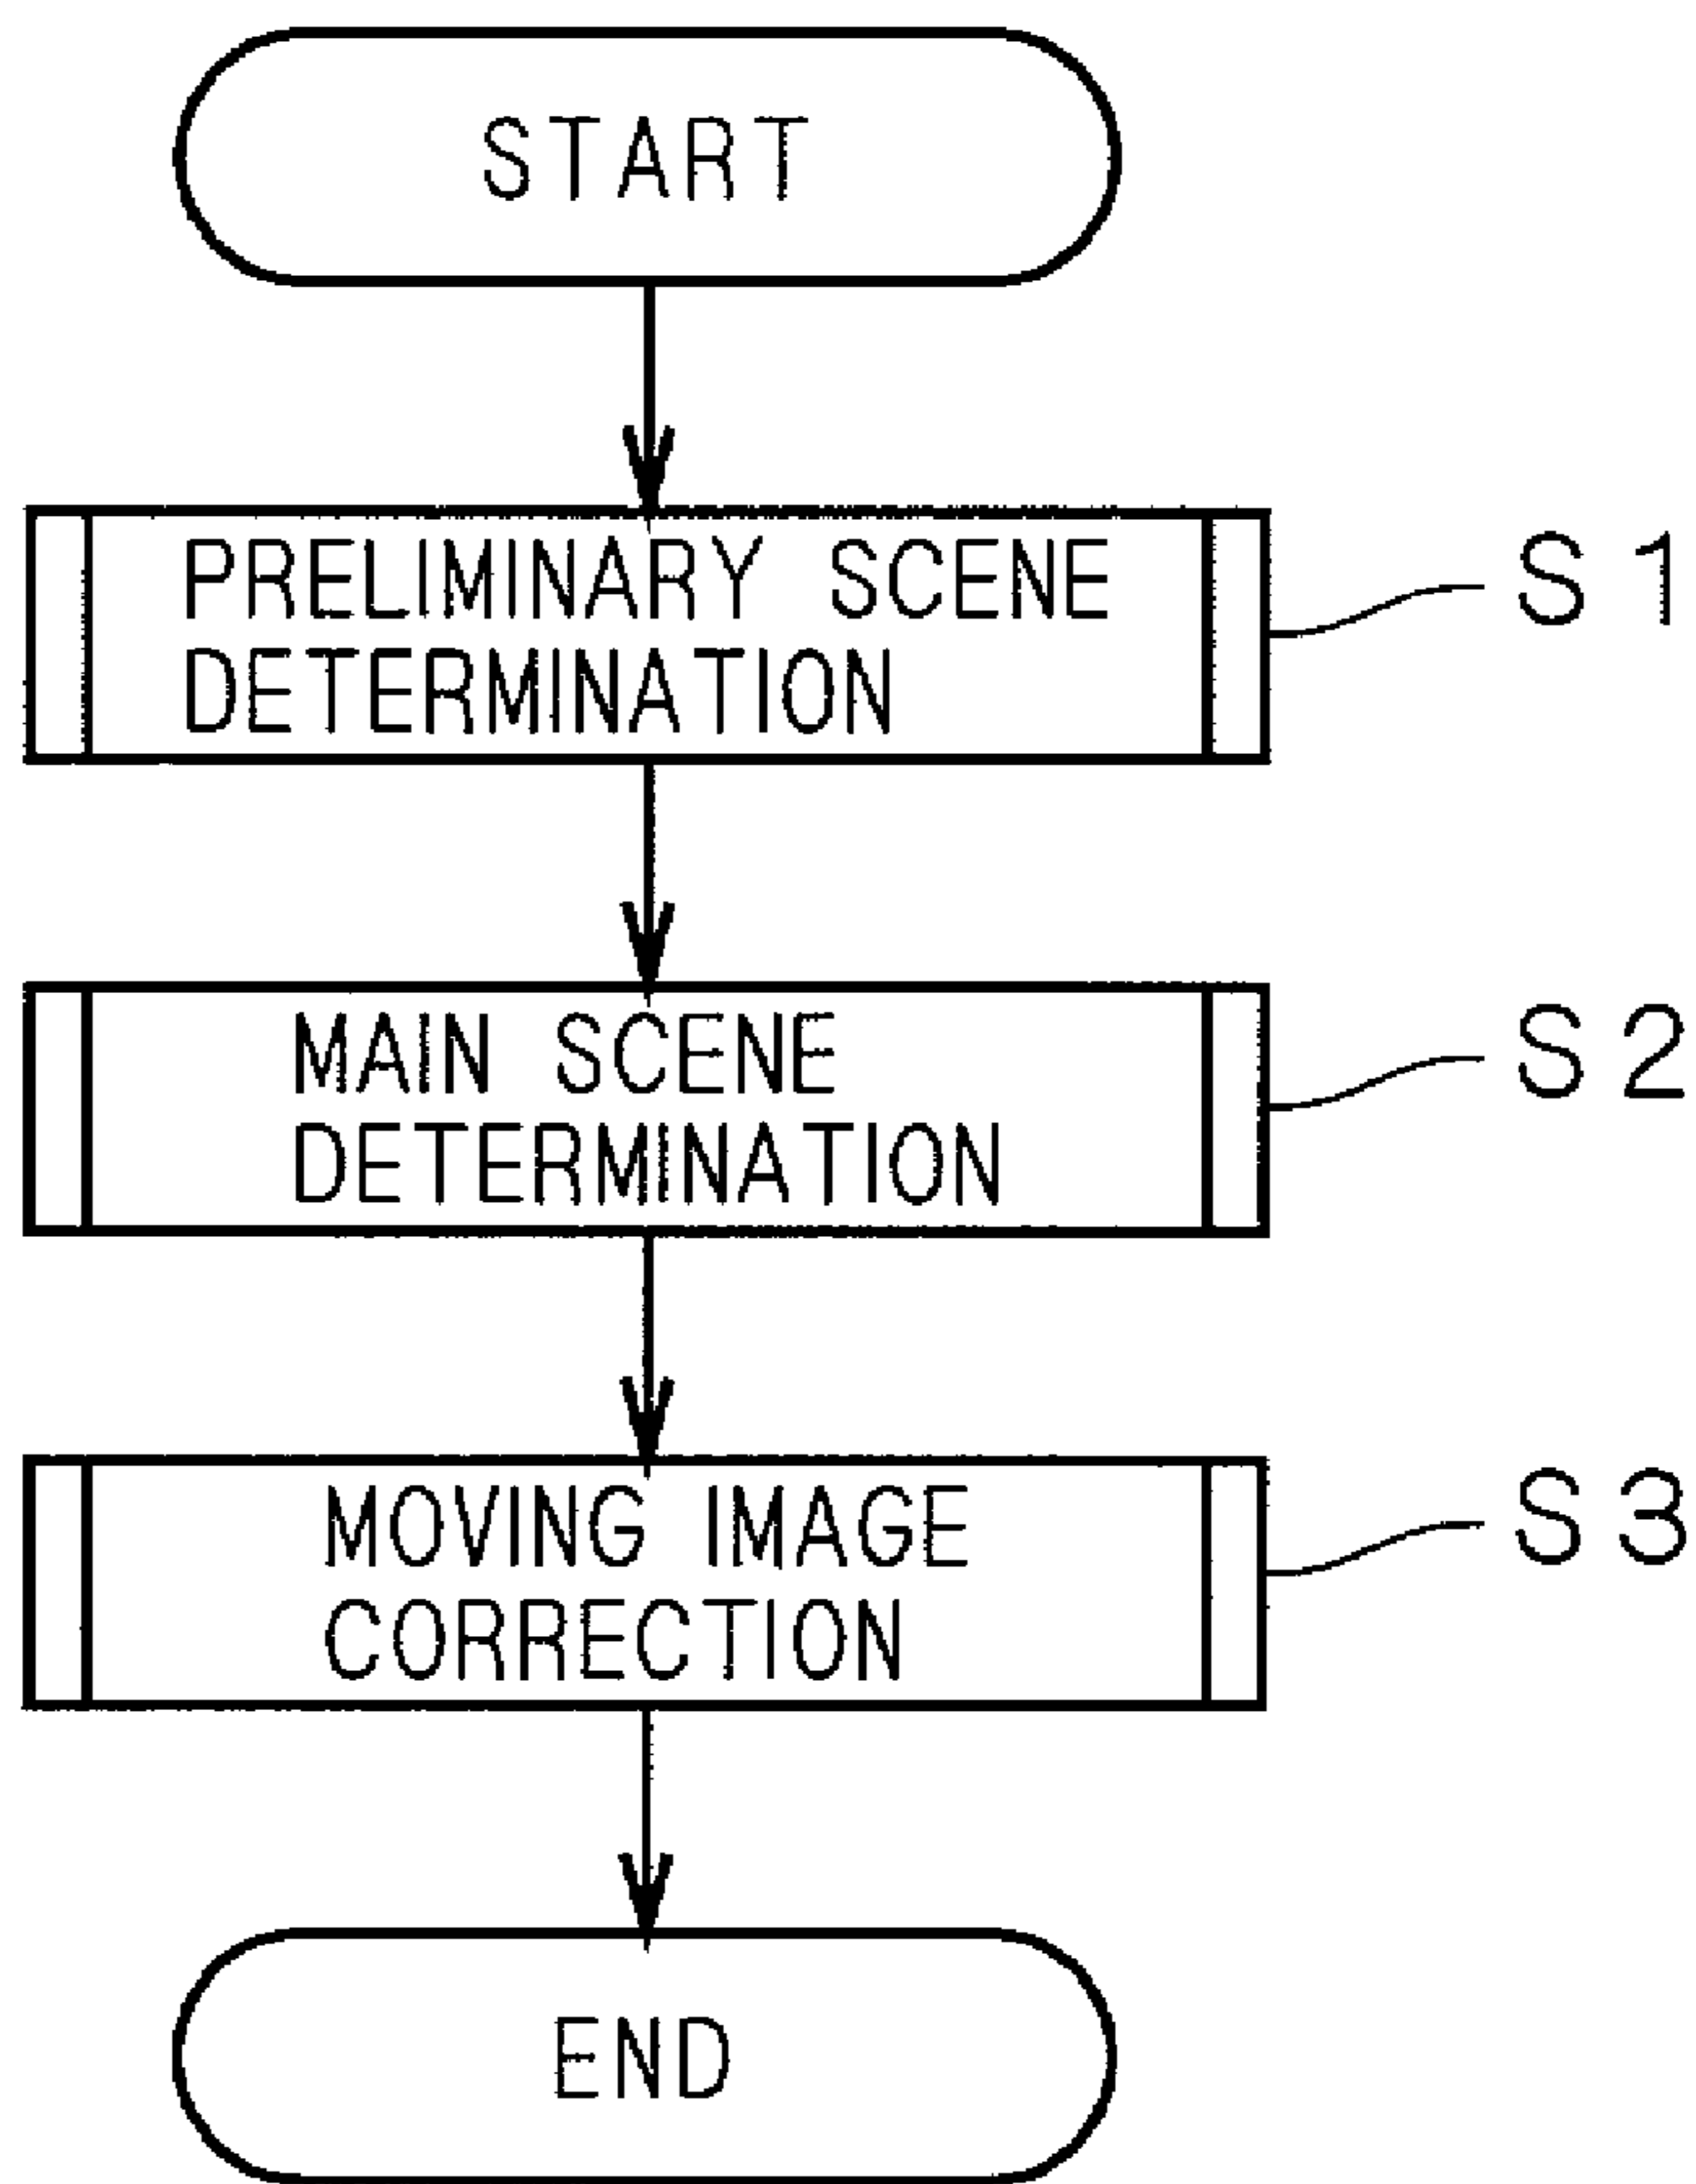 START
PRELIMINARY SCENE
DETERMINATION
S1
MAIN SCENE
DETERMINATION
S2
MOVING IMAGE
CORRECTION
S3
END